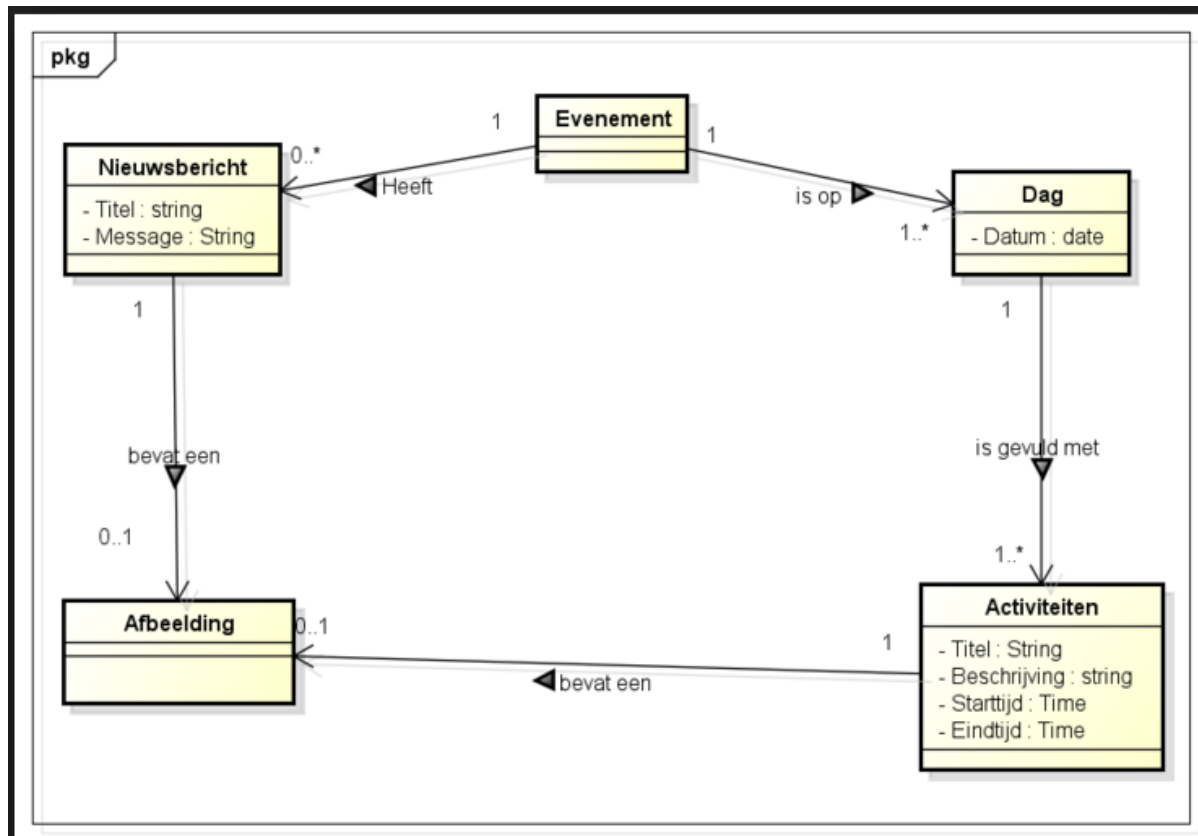 pkg
Evenement
1
1
0..*
Heeft
is op
1..*
Nieuwsbericht
- Titel : string
- Message : String
Dag
- Datum : date
1
1
bevat een
is gevuld met
0..1
1..*
Afbeelding
0..1
bevat een
1
Activiteiten
- Titel : String
- Beschrijving : string
- Starttijd : Time
- Eindtijd : Time